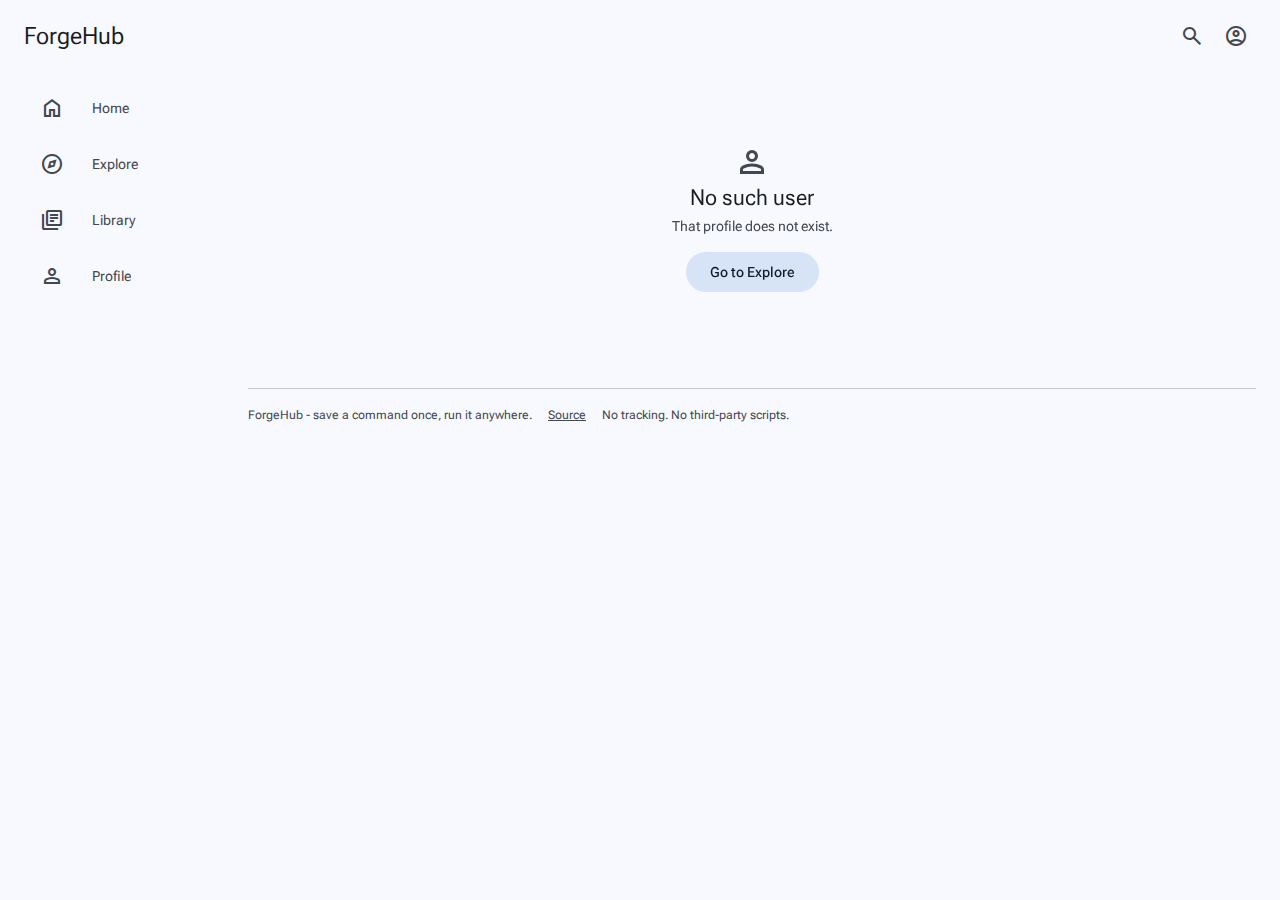 ForgeHub
Home
Explore
Library
Profile
No such user
That profile does not exist.
Go to Explore
ForgeHub - save a command once, run it anywhere. Source No tracking. No third-party scripts.